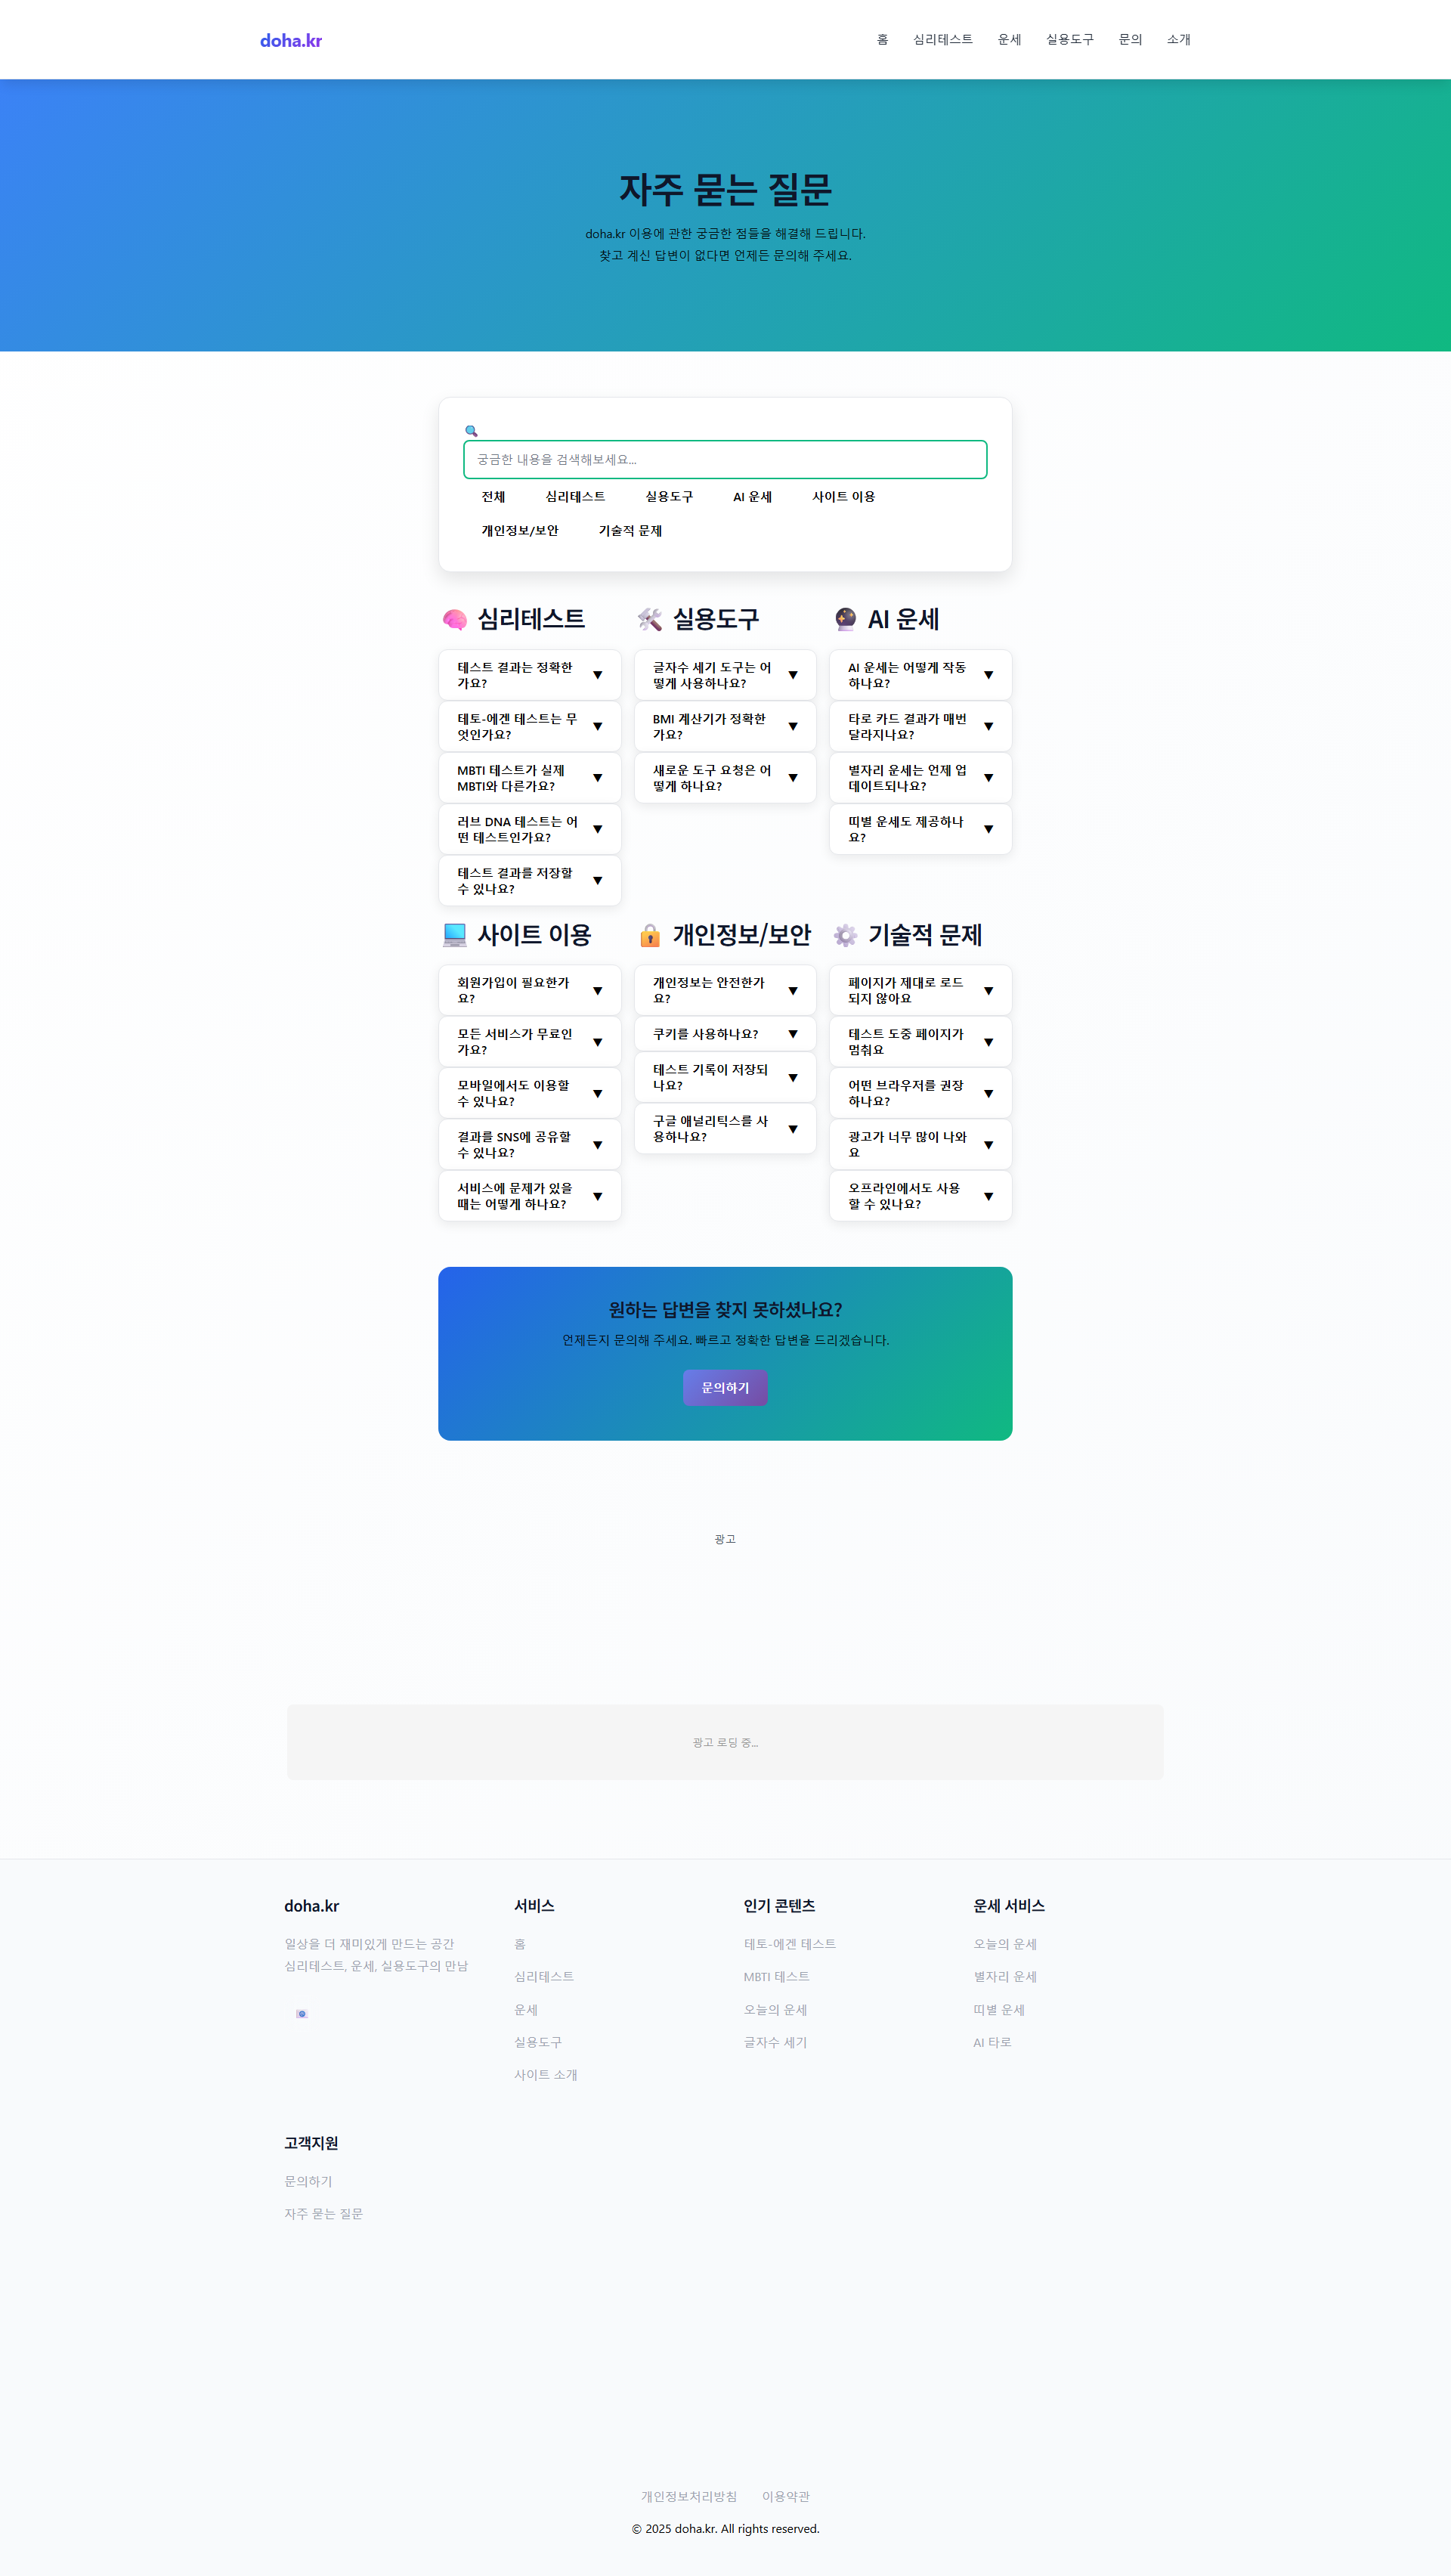 doha.kr
홈 심리테스트 운세 실용도구 문의 소개
자주 묻는 질문
doha.kr 이용에 관한 궁금한 점들을 해결해 드립니다.
찾고 계신 답변이 없다면 언제든 문의해 주세요.
궁금한 내용을 검색해보세요...
전체 심리테스트 실용도구 AI 운세 사이트 이용
개인정보/보안 기술적 문제
심리테스트
테스트 결과는 정확한
가요?
테토-에겐 테스트는 무
엇인가요?
MBTI 테스트가 실제
MBTI와 다른가요?
러브 DNA 테스트는 어
떤 테스트인가요?
테스트 결과를 저장할
수 있나요?
실용도구
글자수 세기 도구는 어
떻게 사용하나요?
BMI 계산기가 정확한
가요?
새로운 도구 요청은 어
떻게 하나요?
AI 운세
AI 운세는 어떻게 작동
하나요?
타로 카드 결과가 매번
달라지나요?
별자리 운세는 언제 업
데이트되나요?
띠별 운세도 제공하나
요?
사이트 이용
회원가입이 필요한가
요?
모든 서비스가 무료인
가요?
모바일에서도 이용할
수 있나요?
결과를 SNS에 공유할
수 있나요?
서비스에 문제가 있을
때는 어떻게 하나요?
개인정보/보안
개인정보는 안전한가
요?
쿠키를 사용하나요?
테스트 기록이 저장되
나요?
구글 애널리틱스를 사
용하나요?
기술적 문제
페이지가 제대로 로드
되지 않아요
테스트 도중 페이지가
멈춰요
어떤 브라우저를 권장
하나요?
광고가 너무 많이 나와
요
오프라인에서도 사용
할 수 있나요?
원하는 답변을 찾지 못하셨나요?
언제든지 문의해 주세요. 빠르고 정확한 답변을 드리겠습니다.
문의하기
광고
광고 로딩 중...
doha.kr
일상을 더 재미있게 만드는 공간
심리테스트, 운세, 실용도구의 만남
서비스
홈
심리테스트
운세
실용도구
사이트 소개
인기 콘텐츠
테토-에겐 테스트
MBTI 테스트
오늘의 운세
글자수 세기
운세 서비스
오늘의 운세
별자리 운세
띠별 운세
AI 타로
고객지원
문의하기
자주 묻는 질문
개인정보처리방침 이용약관
© 2025 doha.kr. All rights reserved.